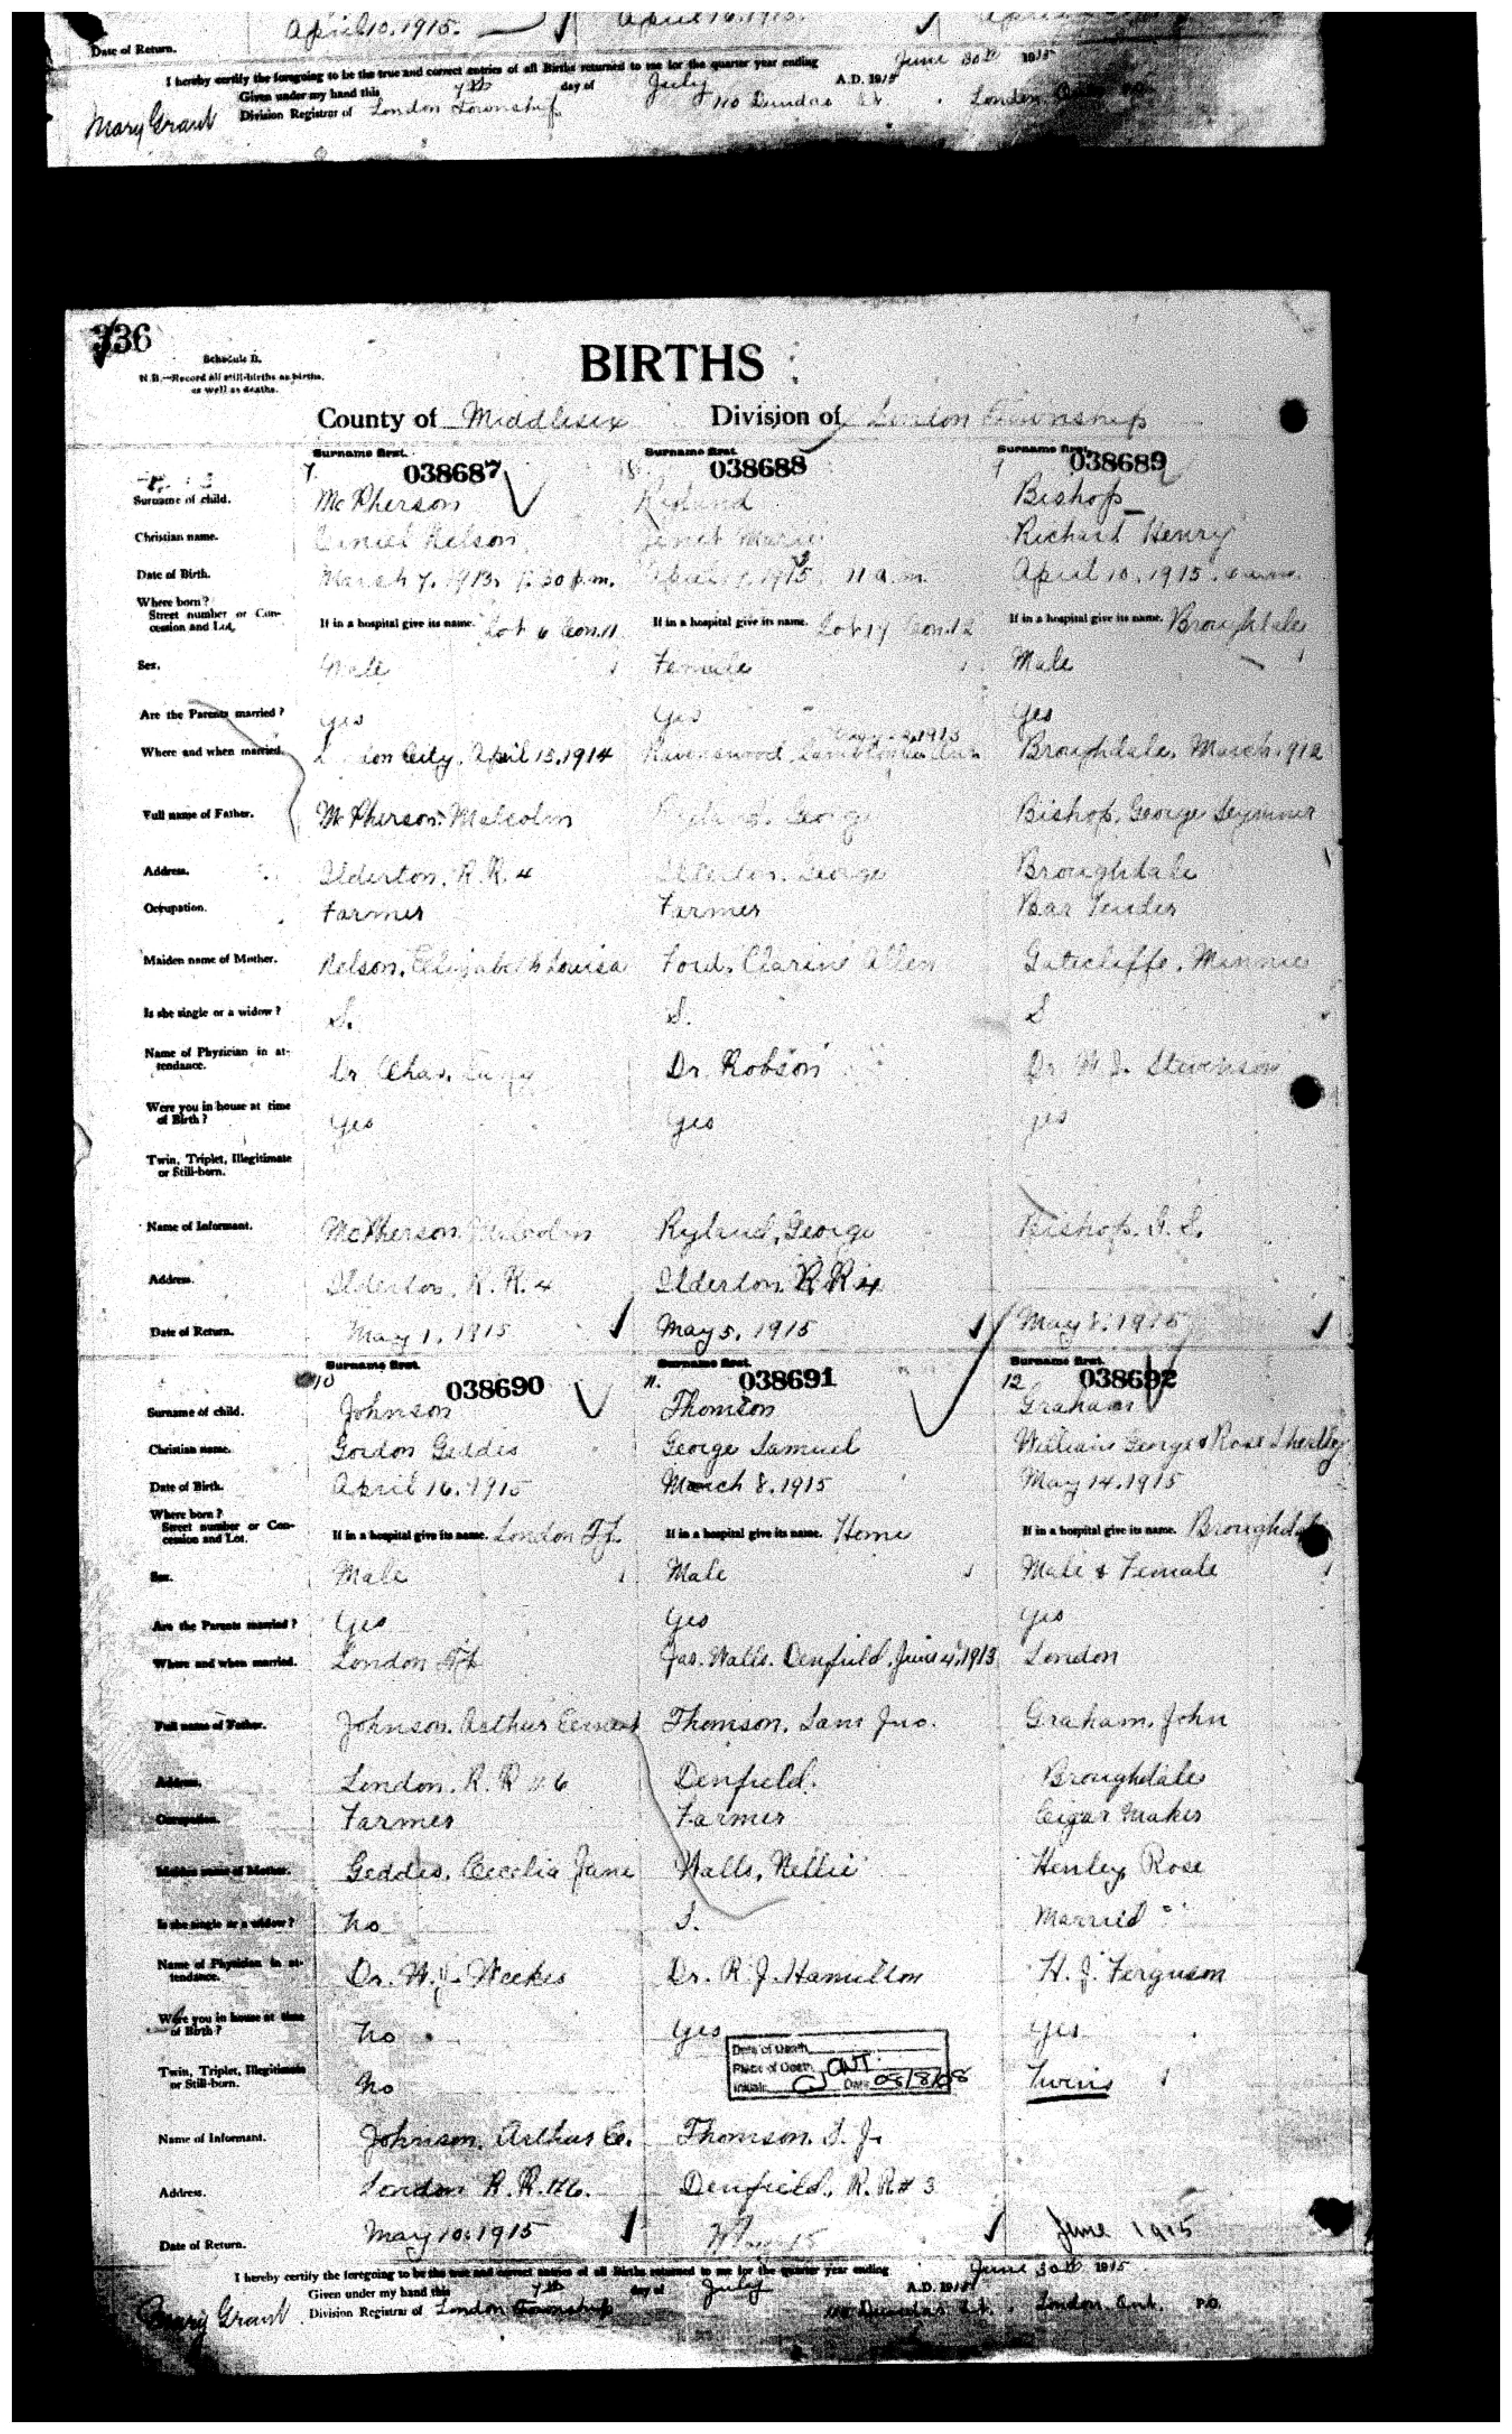 April 10, 1915. April 16, 1915.
Date of Return.
I hereby certify the foregoing to be the true and correct entries of all Births returned to me for the quarter year ending June 30th 1915
Given under my hand this 7th day of July A.D. 1915
Mary Grant Division Registrar of London Township 110 Dundas St. London
336
Schedule B.
N.B.—Record all still-births as births, as well as deaths.
BIRTHS
County of Middlesex Division of London Township
Surname first. Surname first. Surname first.
7. 038687 8. 038688 9 038689
Surname of child. McPherson Ryland Bishop
Christian name. Daniel Nelson Janet Marie Richard Henry
Date of Birth. March 7, 1913, 30 p.m. April 1915 11 a.m. April 10, 1915.
Where born?
Street number or Concession and Lot. If in a hospital give its name. Lot 6 Con. 11 If in a hospital give its name. Lot 17 Con. 12 If in a hospital give its name. Broughdale
Sex. Male Female Male
Are the Parents married? Yes Yes Yes
Where and when married. London City, April 15, 1914 Ravenswood, 1913 Broughdale, March 1912
Full name of Father. McPherson, Malcolm Ryland, George Bishop, George Seymour
Address. Ilderton, R.R. 4 Ilderton, George Broughdale
Occupation. Farmer Farmer Bar Tender
Maiden name of Mother. Nelson, Elizabeth Louisa Ford, Allen Gutteliffe, Minnie
Is she single or a widow? S. S. S
Name of Physician in attendance. Dr Chas. Dr. Robson Dr. W. J. Stevenson
Were you in house at time of Birth? Yes Yes yes
Twin, Triplet, Illegitimate or Still-born.
Name of Informant. McPherson Malcolm Ryland, George Bishop, G. S.
Address. Ilderton, R. R. 4 Ilderton R R 4
Date of Return. May 1, 1915 May 5, 1915 May 8, 1915
Surname first. Surname first. Surname first.
10 038690 11. 038691 12 038692
Surname of child. Johnson Thomson Graham
Christian name. Gordon Geddis George Samuel William George & Rose Sherlley
Date of Birth. April 16, 1915 March 8, 1915 May 14, 1915
Where born?
Street number or Concession and Lot. If in a hospital give its name. London Tp. If in a hospital give its name. Home If in a hospital give its name. Broughdale
Sex. Male Male Male & Female
Are the Parents married? Yes Yes yes
Where and when married. London Tp Jas. Walls. Denfield, June 4, 1913 London
Full name of Father. Johnson, Arthur Ernest Thomson, Sam Jno. Graham, John
Address. London, R. R # 6 Denfield. Broughdale
Occupation. Farmer Farmer Cigar Maker
Maiden name of Mother. Geddes, Cecelia Jane Walls, Nellie Henley, Rose
Is she single or a widow? No S. Married
Name of Physician in attendance. Dr. W. J. Weekes Dr. R. J. Hamilton H. J. Ferguson
Were you in house at time of Birth? No Yes yes
Date of Death
Place of Death ONT.
Initials Date 08/8/08
Twin, Triplet, Illegitimate or Still-born. No Twins
Name of Informant. Johnson, Arthur E. Thomson, S. J.
Address. London R. R. #6. Denfield, R. R # 3
Date of Return. May 10, 1915 May 15 June 1915
I hereby certify the foregoing to be the true and correct entries of all Births returned to me for the quarter year ending June 30th 1915
Given under my hand this 7th day of July A.D. 1915
Mary Grant Division Registrar of London Township 110 Dundas St. London, Ont. P.O.